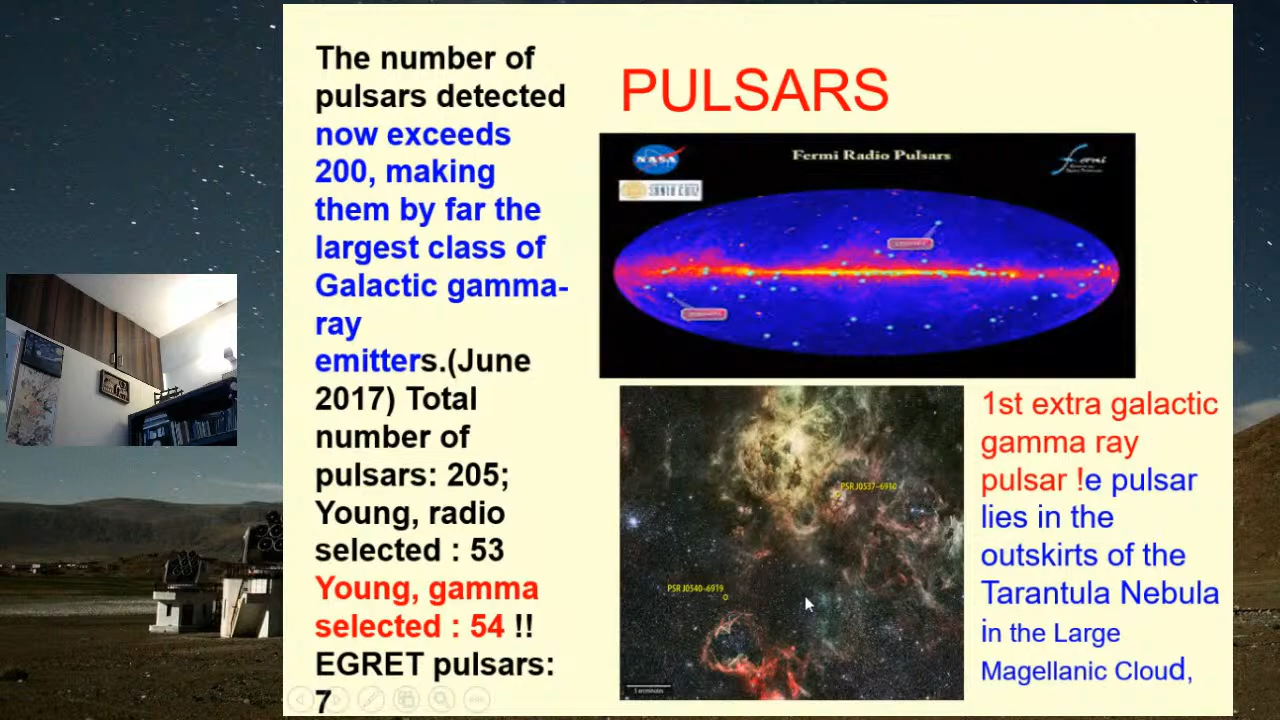 The number of
pulsars detected
now exceeds
200, making
them by far the
largest class of
Galactic gamma-
ray
emitters.(June
2017) Total
number of
pulsars: 205;
Young, radio
selected : 53
Young, gamma
selected : 54 !!
EGRET pulsars:
7
PULSARS
NASA
Fermi Radio Pulsars
Fermi
PSR J0537-6910
PSR J0540-6919
1st extra galactic
gamma ray
pulsar !e pulsar
lies in the
outskirts of the
Tarantula Nebula
in the Large
Magellanic Cloud,